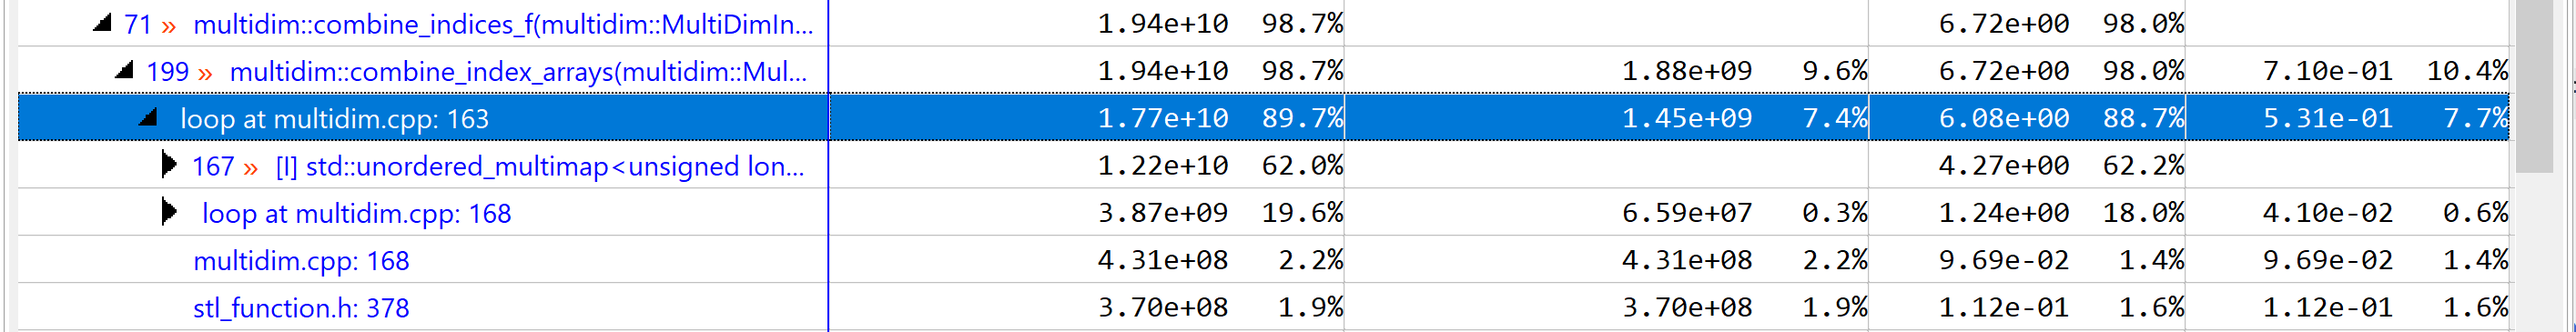 71 » multidim::combine_indices_f(multidim::MultiDimIn... 1.94e+10 98.7% 6.72e+00 98.0%
199 » multidim::combine_index_arrays(multidim::Mul... 1.94e+10 98.7% 1.88e+09 9.6% 6.72e+00 98.0% 7.10e-01 10.4%
loop at multidim.cpp: 163 1.77e+10 89.7% 1.45e+09 7.4% 6.08e+00 88.7% 5.31e-01 7.7%
167 » [I] std::unordered_multimap<unsigned lon... 1.22e+10 62.0% 4.27e+00 62.2%
loop at multidim.cpp: 168 3.87e+09 19.6% 6.59e+07 0.3% 1.24e+00 18.0% 4.10e-02 0.6%
multidim.cpp: 168 4.31e+08 2.2% 4.31e+08 2.2% 9.69e-02 1.4% 9.69e-02 1.4%
stl_function.h: 378 3.70e+08 1.9% 3.70e+08 1.9% 1.12e-01 1.6% 1.12e-01 1.6%